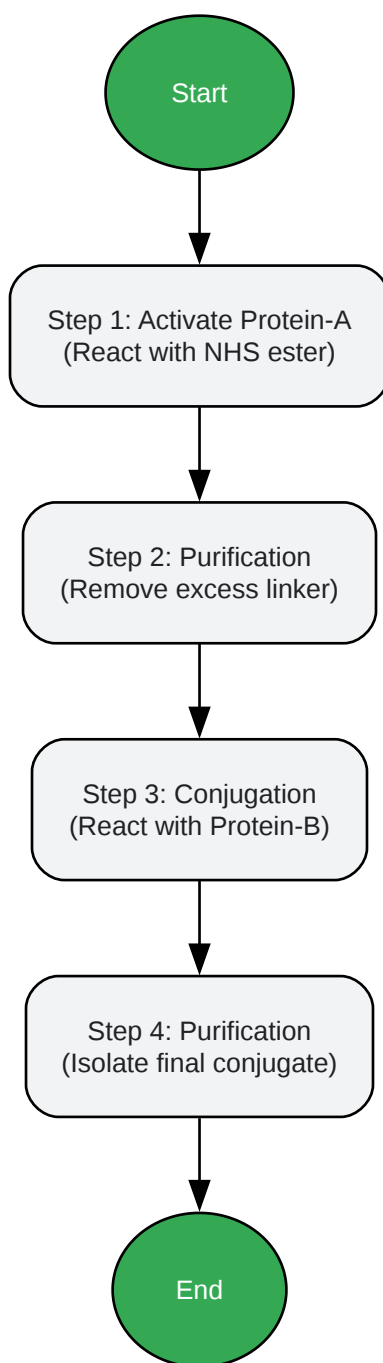 Start
Step 1: Activate Protein-A
(React with NHS ester)
Step 2: Purification
(Remove excess linker)
Step 3: Conjugation
(React with Protein-B)
Step 4: Purification
(Isolate final conjugate)
End